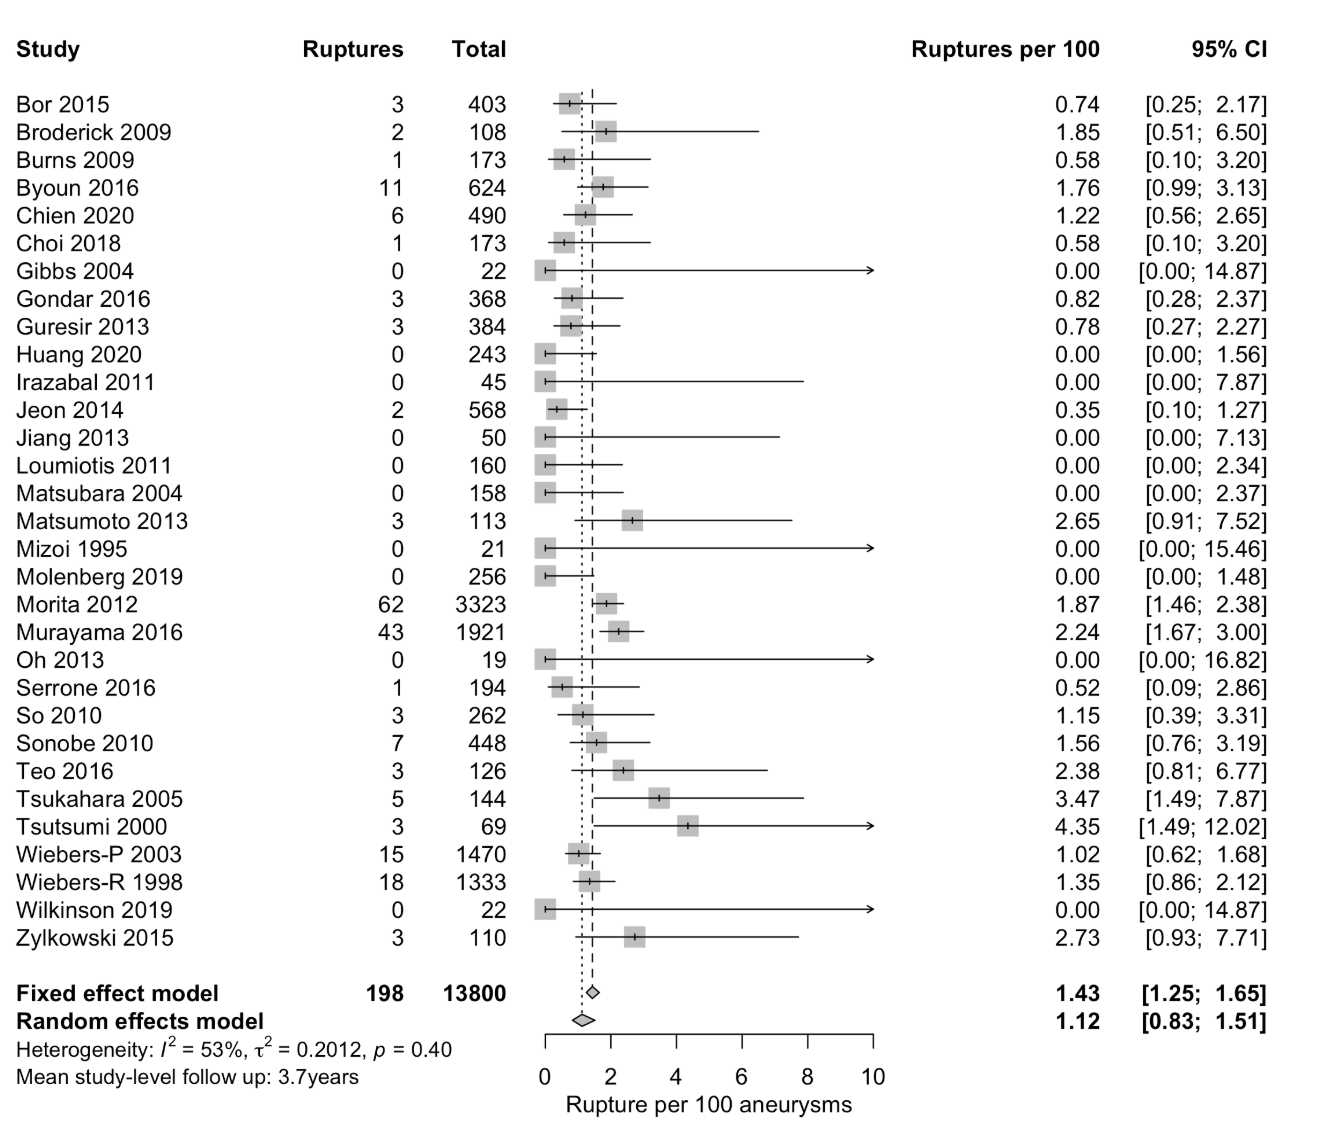 Study Ruptures Total Ruptures per 100 95% CI
Bor 2015 3 403 0.74 [0.25; 2.17]
Broderick 2009 2 108 1.85 [0.51; 6.50]
Burns 2009 1 173 0.58 [0.10; 3.20]
Byoun 2016 11 624 1.76 [0.99; 3.13]
Chien 2020 6 490 1.22 [0.56; 2.65]
Choi 2018 1 173 0.58 [0.10; 3.20]
Gibbs 2004 0 22 0.00 [0.00; 14.87]
Gondar 2016 3 368 0.82 [0.28; 2.37]
Guresir 2013 3 384 0.78 [0.27; 2.27]
Huang 2020 0 243 0.00 [0.00; 1.56]
Irazabal 2011 0 45 0.00 [0.00; 7.87]
Jeon 2014 2 568 0.35 [0.10; 1.27]
Jiang 2013 0 50 0.00 [0.00; 7.13]
Loumiotis 2011 0 160 0.00 [0.00; 2.34]
Matsubara 2004 0 158 0.00 [0.00; 2.37]
Matsumoto 2013 3 113 2.65 [0.91; 7.52]
Mizoi 1995 0 21 0.00 [0.00; 15.46]
Molenberg 2019 0 256 0.00 [0.00; 1.48]
Morita 2012 62 3323 1.87 [1.46; 2.38]
Murayama 2016 43 1921 2.24 [1.67; 3.00]
Oh 2013 0 19 0.00 [0.00; 16.82]
Serrone 2016 1 194 0.52 [0.09; 2.86]
So 2010 3 262 1.15 [0.39; 3.31]
Sonobe 2010 7 448 1.56 [0.76; 3.19]
Teo 2016 3 126 2.38 [0.81; 6.77]
Tsukahara 2005 5 144 3.47 [1.49; 7.87]
Tsutsumi 2000 3 69 4.35 [1.49; 12.02]
Wiebers-P 2003 15 1470 1.02 [0.62; 1.68]
Wiebers-R 1998 18 1333 1.35 [0.86; 2.12]
Wilkinson 2019 0 22 0.00 [0.00; 14.87]
Zylkowski 2015 3 110 2.73 [0.93; 7.71]
Fixed effect model 198 13800 1.43 [1.25; 1.65]
Random effects model 1.12 [0.83; 1.51]
Heterogeneity: I² = 53%, τ² = 0.2012, p = 0.40
Mean study-level follow up: 3.7years
0 2 4 6 8 10
Rupture per 100 aneurysms